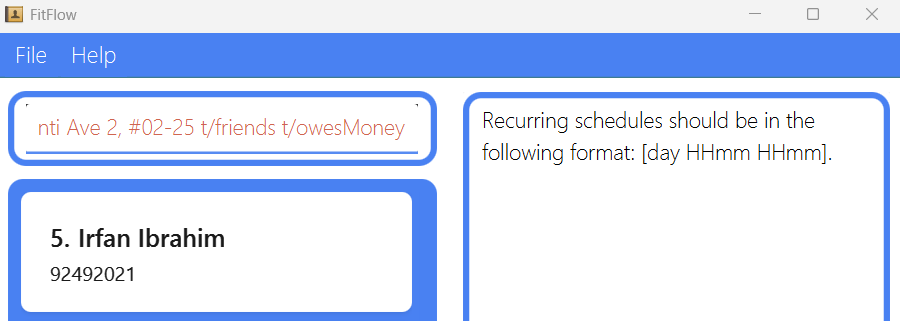 FitFlow
File Help
nti Ave 2, #02-25 t/friends t/owesMoney
Recurring schedules should be in the
following format: [day HHmm HHmm].
5. Irfan Ibrahim
92492021